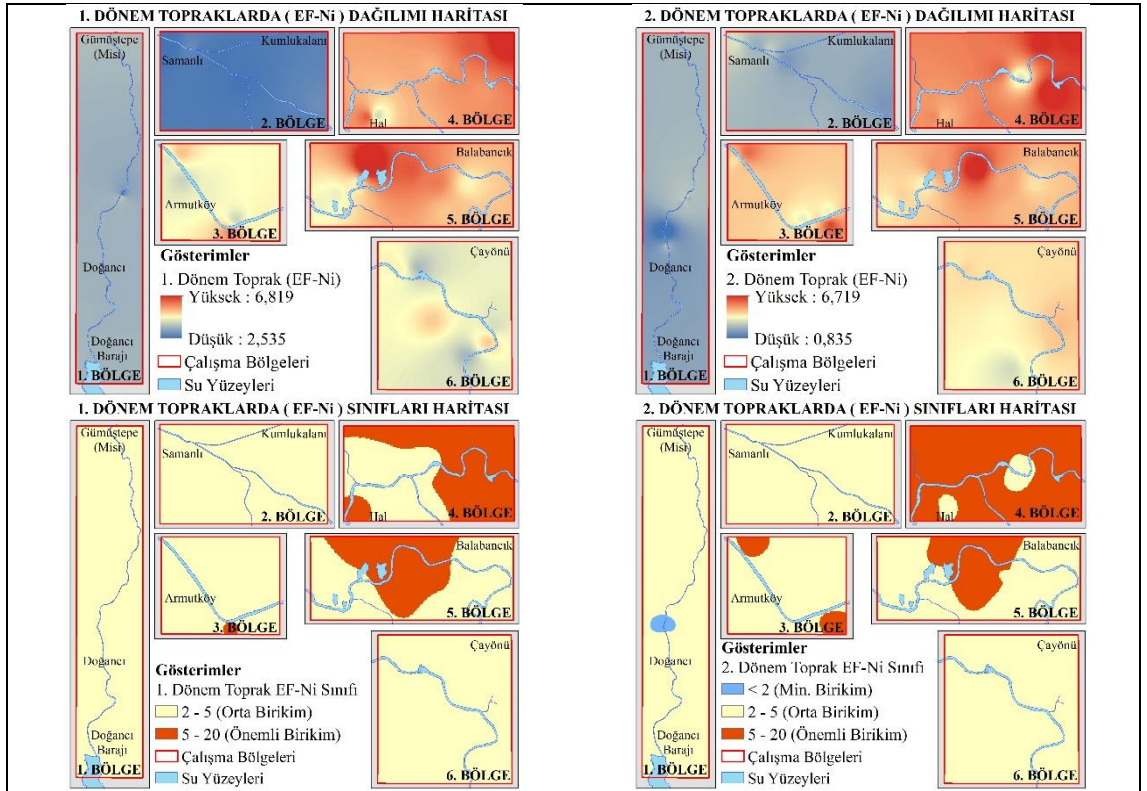 1. DÖNEM TOPRAKLARDA ( EF-Ni ) DAĞILIMI HARİTASI
Gümüştepe
(Misi)
Kumlukalanı
Samanlı
2. BÖLGE
Hal
4. BÖLGE
Armutköy
3. BÖLGE
Balabancık
5. BÖLGE
Doğancı
Doğancı
Barajı
1. BÖLGE
Gösterimler
1. Dönem Toprak (EF-Ni)
Yüksek : 6,819
Düşük : 2,535
Çalışma Bölgeleri
Su Yüzeyleri
Çayönü
6. BÖLGE
2. DÖNEM TOPRAKLARDA ( EF-Ni ) DAĞILIMI HARİTASI
Gümüştepe
(Misi)
Kumlukalanı
Samanlı
2. BÖLGE
Hal
4. BÖLGE
Armutköy
3. BÖLGE
Balabancık
5. BÖLGE
Doğancı
Doğancı
Barajı
1. BÖLGE
Gösterimler
2. Dönem Toprak (EF-Ni)
Yüksek : 6,719
Düşük : 0,835
Çalışma Bölgeleri
Su Yüzeyleri
Çayönü
6. BÖLGE
1. DÖNEM TOPRAKLARDA ( EF-Ni ) SINIFLARI HARİTASI
Gümüştepe
(Misi)
Kumlukalanı
Samanlı
2. BÖLGE
Hal
4. BÖLGE
Armutköy
3. BÖLGE
Balabancık
5. BÖLGE
Doğancı
Doğancı
Barajı
1. BÖLGE
Gösterimler
1. Dönem Toprak EF-Ni Sınıfı
2 - 5 (Orta Birikim)
5 - 20 (Önemli Birikim)
Çalışma Bölgeleri
Su Yüzeyleri
Çayönü
6. BÖLGE
2. DÖNEM TOPRAKLARDA ( EF-Ni ) SINIFLARI HARİTASI
Gümüştepe
(Misi)
Kumlukalanı
Samanlı
2. BÖLGE
Hal
4. BÖLGE
Armutköy
3. BÖLGE
Balabancık
5. BÖLGE
Doğancı
Doğancı
Barajı
1. BÖLGE
Gösterimler
2. Dönem Toprak EF-Ni Sınıfı
< 2 (Min. Birikim)
2 - 5 (Orta Birikim)
5 - 20 (Önemli Birikim)
Çalışma Bölgeleri
Su Yüzeyleri
Çayönü
6. BÖLGE